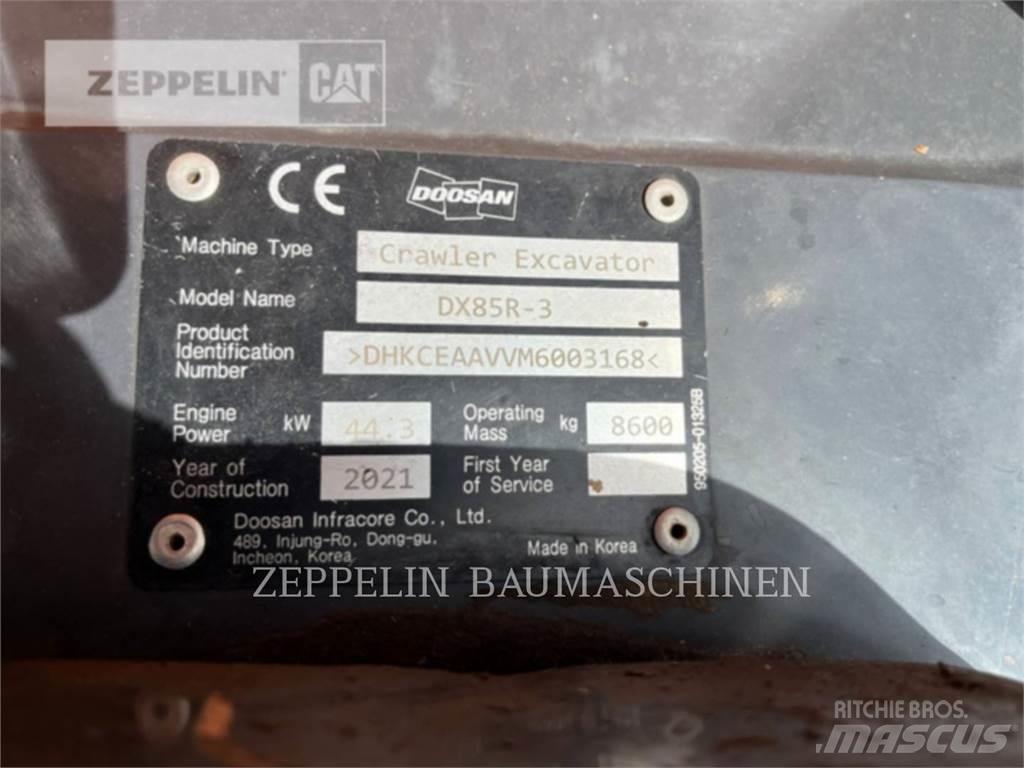 ZEPPELIN CAT
CE DOOSAN
Machine Type Crawler Excavator
Model Name DX85R-3
Product
Identification
Number >DHKCEAAVVM6003168<
Engine
Power kW 44.3 Operating
Mass kg 8600
Year of
Construction 2021 First Year
of Service
950205-01325B
Doosan Infracore Co., Ltd.
489, Injung-Ro, Dong-gu,
Incheon, Korea Made in Korea
ZEPPELIN BAUMASCHINEN
RITCHIE BROS.
MASCUS